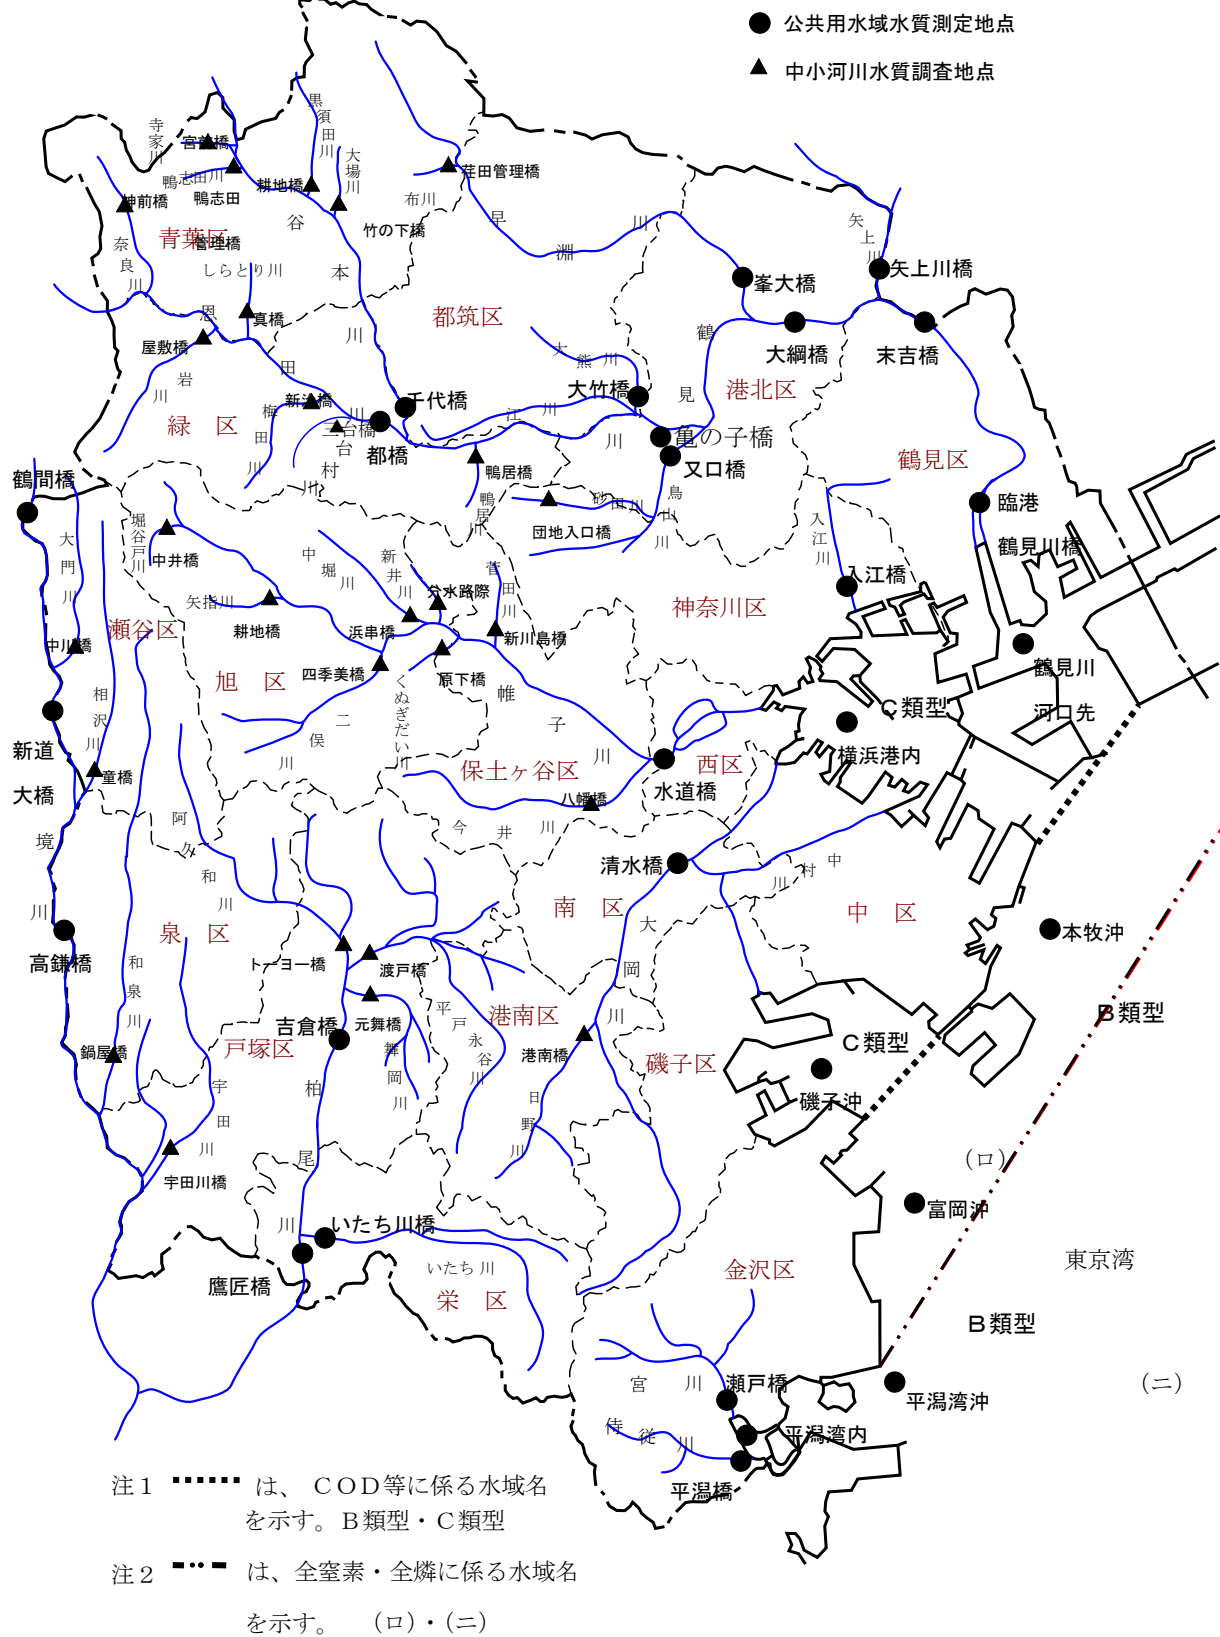 公共用水域水質測定地点
中小河川水質調査地点
寺家川
宮前橋
鴨志田川
鴨志田
管理橋
神前橋
黒須田川
大場川
耕地橋
谷本川
竹の下橋
荏田管理橋
布川
早淵川
矢上川
矢上川橋
青葉区
奈良川
しらとり川
真橋
恩田川
屋敷橋
岩川
緑 区
梅田川
新治橋
三台橋
台村川
都橋
千代橋
都筑区
大熊川
大竹橋
江川
鴨居橋
鴨居川
峯大橋
大綱橋
末吉橋
鶴見川
港北区
亀の子橋
又口橋
鳥山川
砂田川
団地入口橋
鶴見区
臨港
鶴見川橋
入江川
入江橋
鶴見川
河口先
神奈川区
鶴間橋
大門川
堀谷戸川
中井橋
中堀川
新井川
菅田川
分水路際
矢指川
耕地橋
浜串橋
新川島橋
瀬谷区
中川橋
旭 区
四季美橋
原下橋
くぬぎだい川
帷子川
相沢川
二俣川
新道
大橋
童橋
境川
保土ヶ谷区
八幡橋
今井川
水道橋
西区
C類型
横浜港内
阿久和川
清水橋
南 区
中村川
中 区
本牧沖
高鎌橋
泉 区
和泉川
トーヨー橋
渡戸橋
元舞橋
舞岡川
吉倉橋
戸塚区
柏尾川
平戸永谷川
港南区
港南橋
日野川
大岡川
磯子区
C類型
磯子沖
B類型
鍋屋橋
宇田川
宇田川橋
いたち川橋
鷹匠橋
いたち川
栄 区
金沢区
(ロ)
富岡沖
東京湾
B類型
(ニ)
平潟湾沖
宮川
瀬戸橋
侍従川
平潟湾内
平潟橋
注1 は、 COD等に係る水域名
を示す。B類型・C類型
注2 は、全窒素・全燐に係る水域名
を示す。 (ロ)・(ニ)